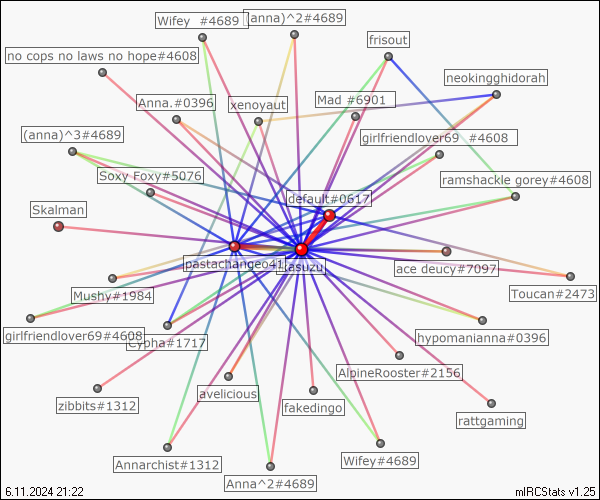 Wifey  #4689
(anna)^2#4689
frisout
no cops no laws no hope#4608
neokingghidorah
Anna.#0396
xenoyaut
Mad #6901
(anna)^3#4689
girlfriendlover69  #4608
Soxy Foxy#5076
ramshackle gorey#4608
default#0617
Skalman
pastachange041
kasuzu
ace deucy#7097
Mushy#1984
Toucan#2473
girlfriendlover69#4608
Cypha#1717
hypomanianna#0396
AlpineRooster#2156
zibbits#1312
avelicious
fakedingo
rattgaming
Annarchist#1312
Wifey#4689
Anna^2#4689
6.11.2024 21:22
mIRCStats v1.25